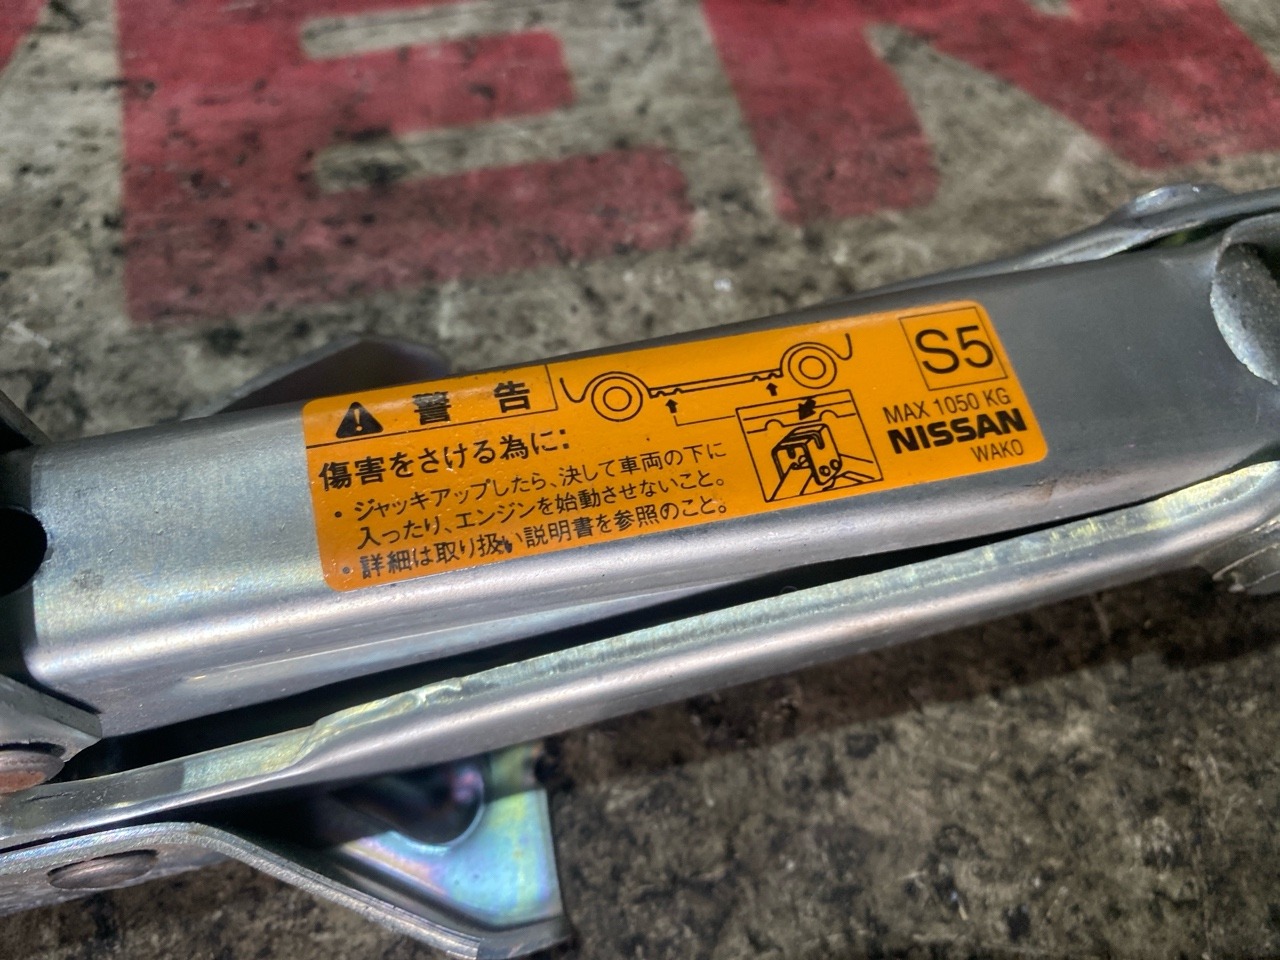 EN
警告
傷害をさける為に:
・ジャッキアップしたら、決して車両の下に
入ったり、エンジンを始動させないこと。
・詳細は取り扱い説明書を参照のこと。
S5
MAX 1050 KG
NISSAN
WAKO